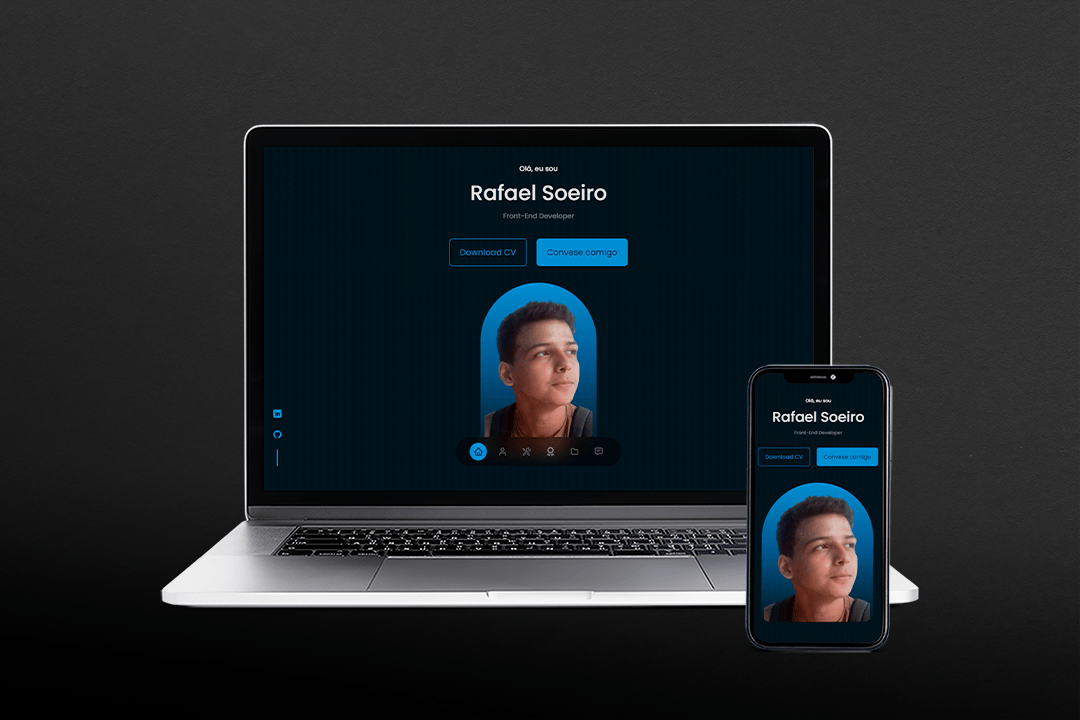 Olá, eu sou
Rafael Soeiro
Front-End Developer
Download CV
Convese comigo
in
Olá, eu sou
Rafael Soeiro
Front-End Developer
Download CV
Convese comigo